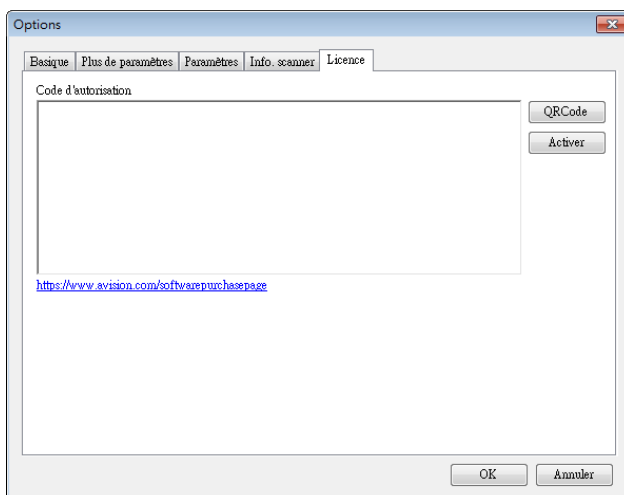 Options
Basique Plus de paramètres Paramètres Info. scanner Licence
Code d'autorisation
QRCode
Activer
https://www.avision.com/softwarepurchasepage
OK Annuler